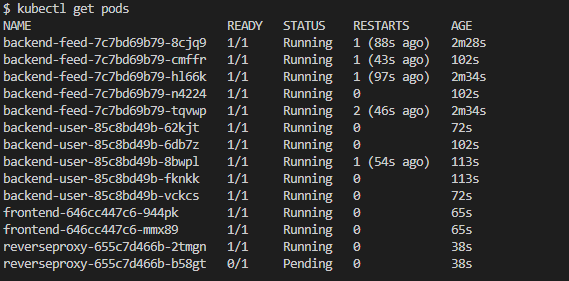 $ kubectl get pods
NAME READY STATUS RESTARTS AGE
backend-feed-7c7bd69b79-8cjq9 1/1 Running 1 (88s ago) 2m28s
backend-feed-7c7bd69b79-cmffr 1/1 Running 1 (43s ago) 102s
backend-feed-7c7bd69b79-hl66k 1/1 Running 1 (97s ago) 2m34s
backend-feed-7c7bd69b79-n4224 1/1 Running 0 102s
backend-feed-7c7bd69b79-tqvwp 1/1 Running 2 (46s ago) 2m34s
backend-user-85c8bd49b-62kjt 1/1 Running 0 72s
backend-user-85c8bd49b-6db7z 1/1 Running 0 102s
backend-user-85c8bd49b-8bwpl 1/1 Running 1 (54s ago) 113s
backend-user-85c8bd49b-fknkk 1/1 Running 0 113s
backend-user-85c8bd49b-vckcs 1/1 Running 0 72s
frontend-646cc447c6-944pk 1/1 Running 0 65s
frontend-646cc447c6-mmx89 1/1 Running 0 65s
reverseproxy-655c7d466b-2tmgn 1/1 Running 0 38s
reverseproxy-655c7d466b-b58gt 0/1 Pending 0 38s